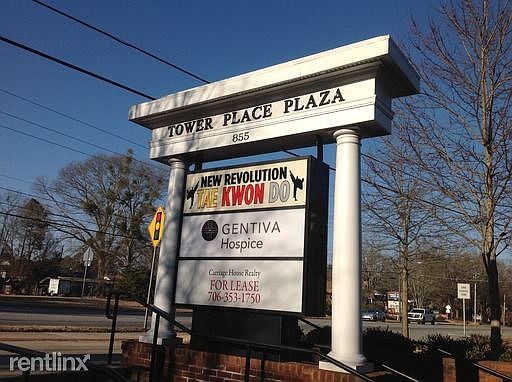 TOWER PLACE PLAZA
855
NEW REVOLUTION
TAE KWON DO
GENTIVA
Hospice
Carriage House Realty
FOR LEASE
706-353-1750
rentlinx